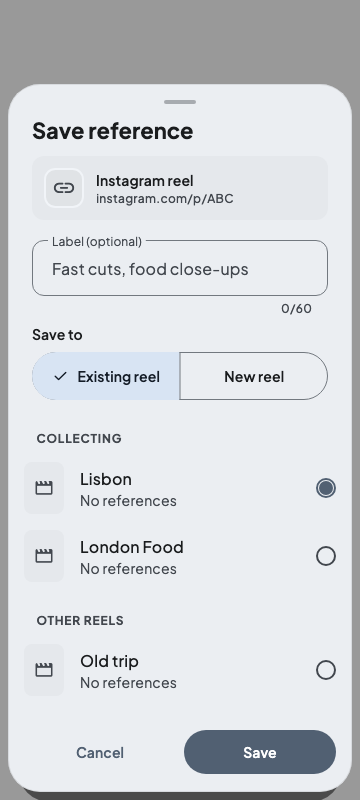 Save reference
Instagram reel
instagram.com/p/ABC
Label (optional)
Fast cuts, food close-ups
0/60
Save to
Existing reel
New reel
COLLECTING
Lisbon
No references
London Food
No references
OTHER REELS
Old trip
No references
Cancel
Save